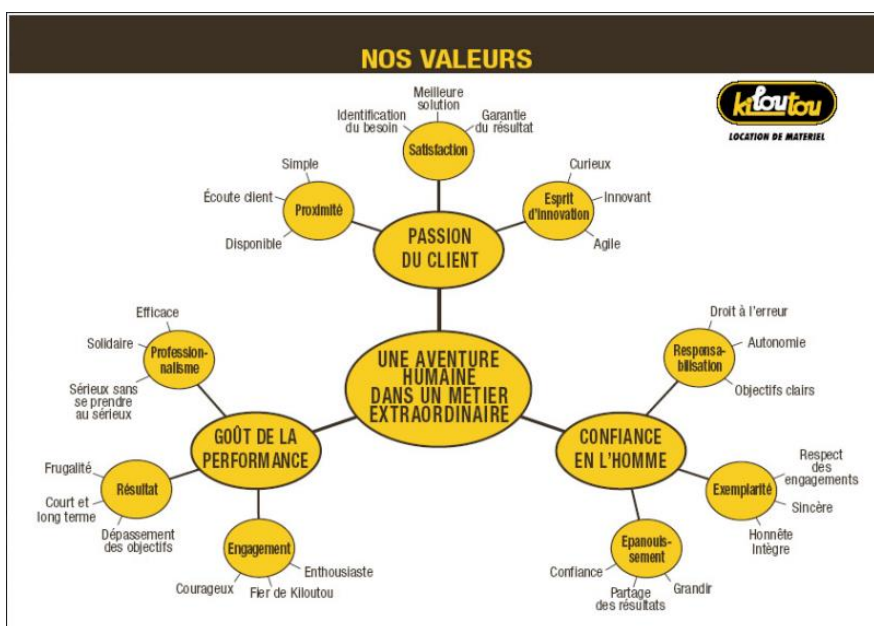 NOS VALEURS
kiloutou
LOCATION DE MATERIEL
Meilleure
solution
Identification
du besoin
Garantie
du résultat
Satisfaction
Simple
Écoute client
Disponible
Proximité
Curieux
Innovant
Agile
Esprit
d'innovation
PASSION
DU CLIENT
UNE AVENTURE
HUMAINE
DANS UN METIER
EXTRAORDINAIRE
Efficace
Solidaire
Sérieux sans
se prendre
au sérieux
Profession-
nalisme
GOÛT DE LA
PERFORMANCE
Frugalité
Court et
long terme
Dépassement
des objectifs
Résultat
Engagement
Courageux
Fier de Kiloutou
Enthousiaste
Droit à l'erreur
Autonomie
Objectifs clairs
Responsa-
bilisation
CONFIANCE
EN L'HOMME
Respect
des
engagements
Sincère
Honnête
Intègre
Exemplarité
Epanouis-
sement
Confiance
Partage
des résultats
Grandir